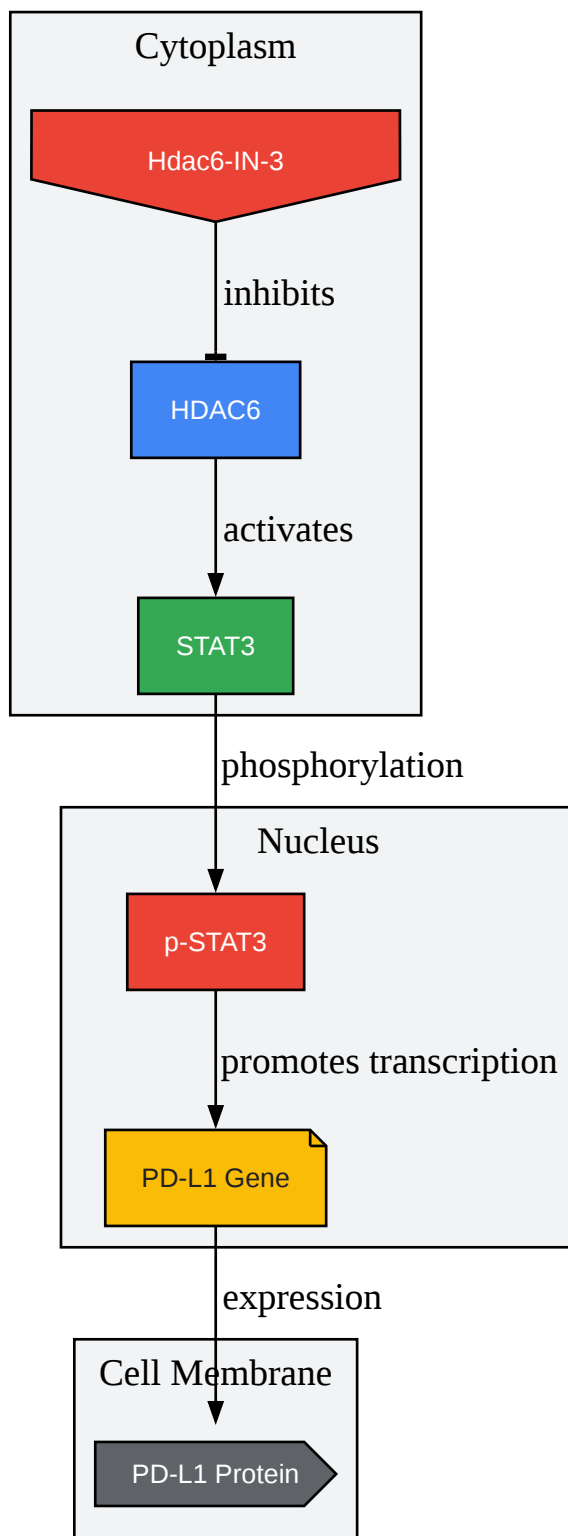 Cytoplasm
Hdac6-IN-3
inhibits
HDAC6
activates
STAT3
phosphorylation
Nucleus
p-STAT3
promotes transcription
PD-L1 Gene
expression
Cell Membrane
PD-L1 Protein